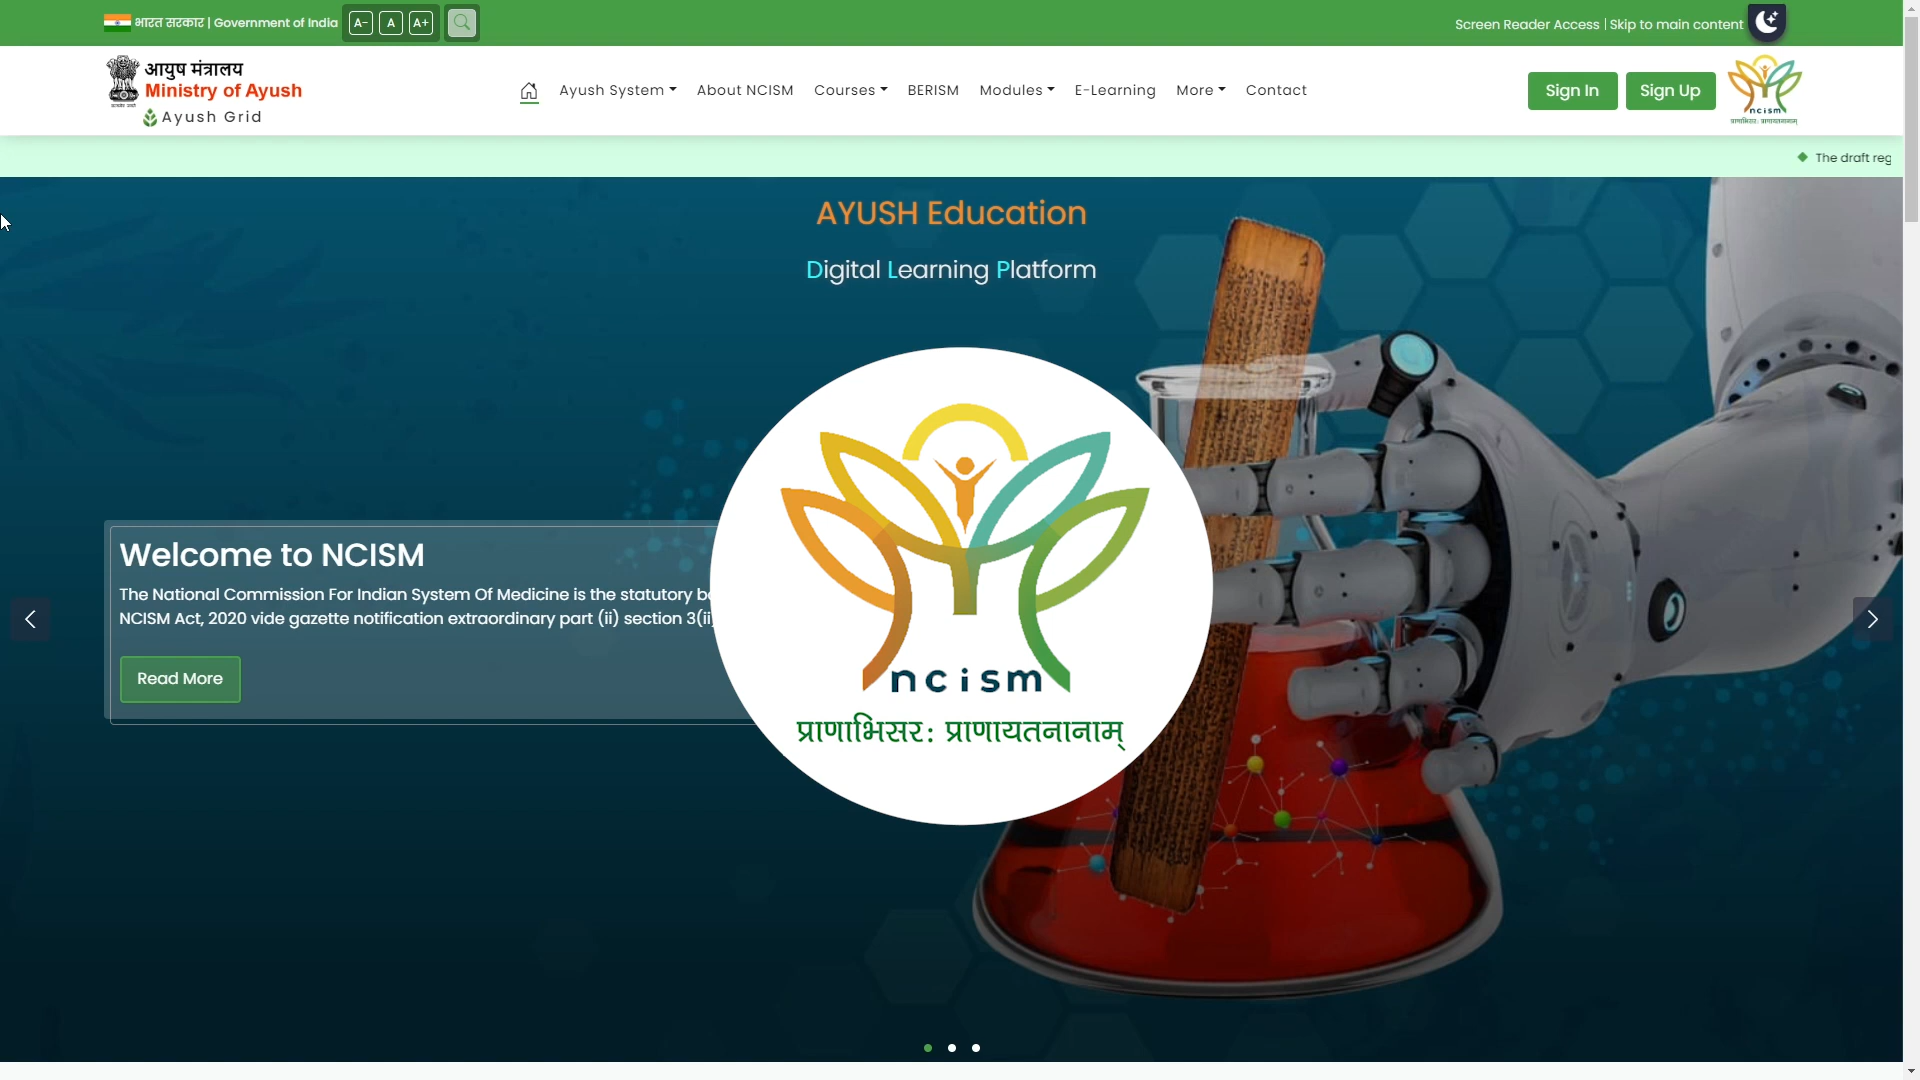 भारत सरकार | Government of India
A- A A+
Screen Reader Access | Skip to main content
आयुष मंत्रालय
Ministry of Ayush
Ayush Grid
Ayush System About NCISM Courses BERISM Modules E-Learning More Contact
Sign In Sign Up
ncism
प्राणाभिसर: प्राणायतनानाम्
The draft reg
AYUSH Education
Digital Learning Platform
Welcome to NCISM
The National Commission For Indian System Of Medicine is the statutory
NCISM Act, 2020 vide gazette notification extraordinary part (ii) section 3(ii)
Read More
ncism
प्राणाभिसर: प्राणायतनानाम्